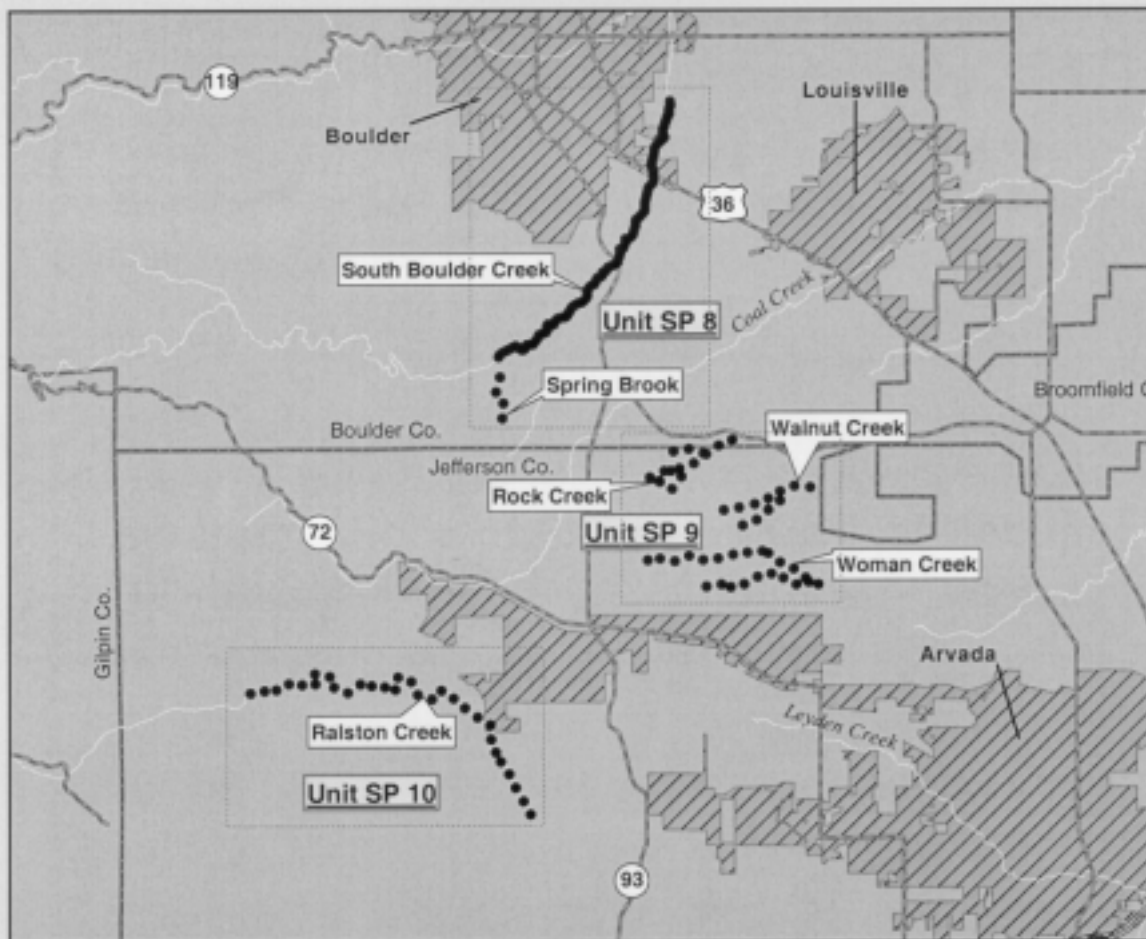 119
Boulder
Louisville
36
South Boulder Creek
Unit SP 8
Coal Creek
Spring Brook
Broomfield C
Boulder Co.
Walnut Creek
Jefferson Co.
Rock Creek
Unit SP 9
72
Woman Creek
Gilpin Co.
Arvada
Ralston Creek
Leyden Creek
Unit SP 10
93